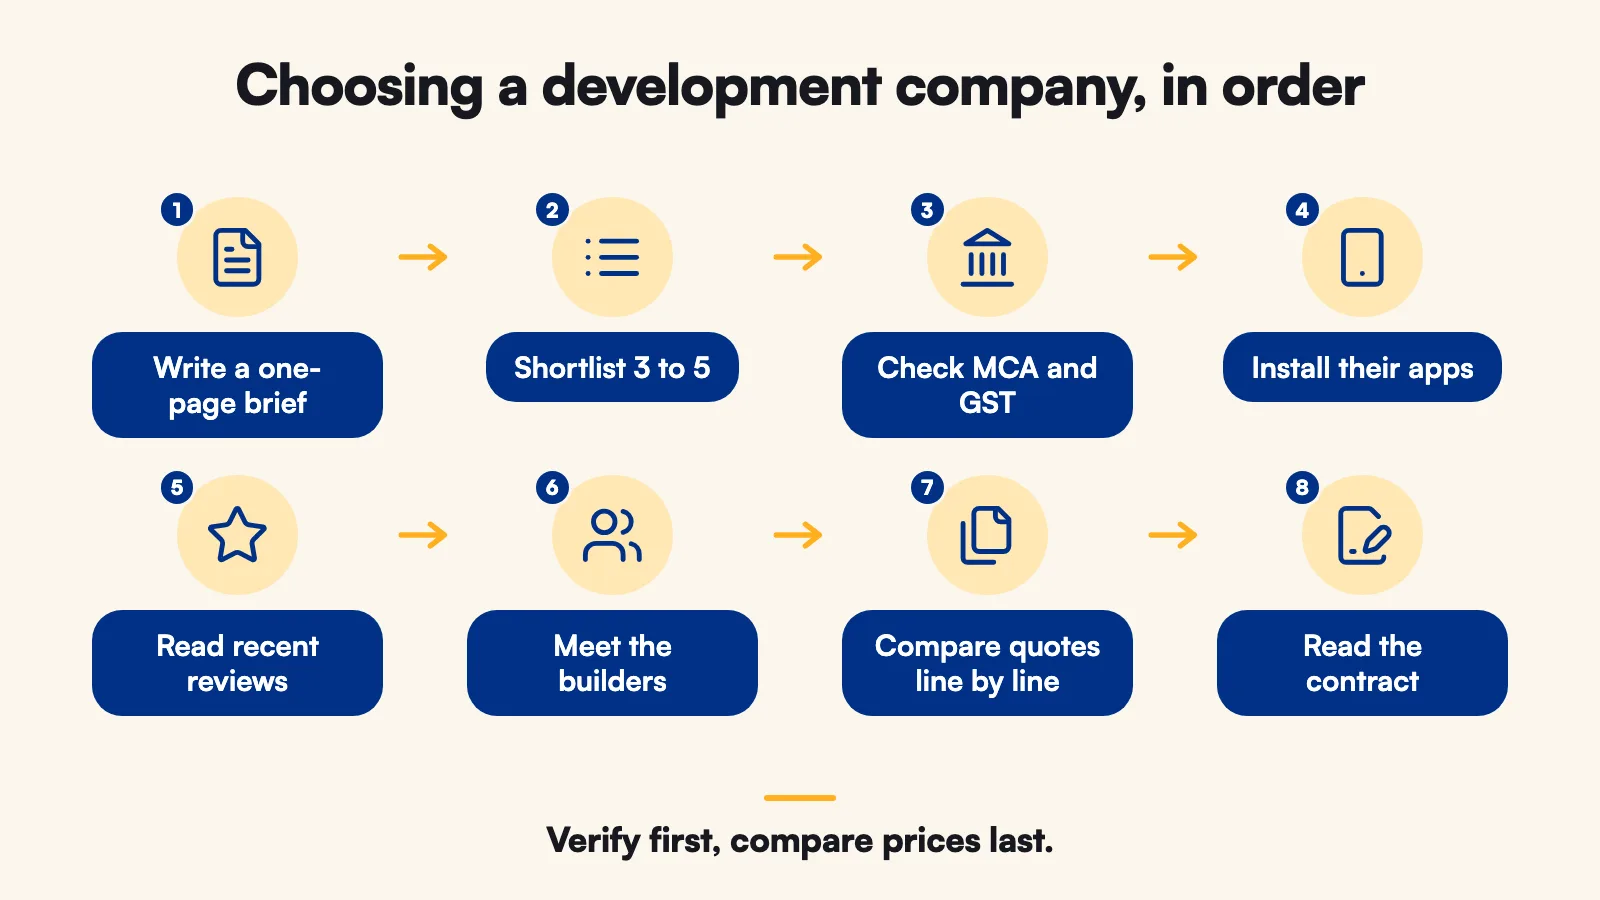 Choosing a development company, in order
1
2
3
4
Write a one-
page brief
Shortlist 3 to 5
Check MCA and
GST
Install their apps
5
6
7
8
Read recent
reviews
Meet the
builders
Compare quotes
line by line
Read the
contract
Verify first, compare prices last.